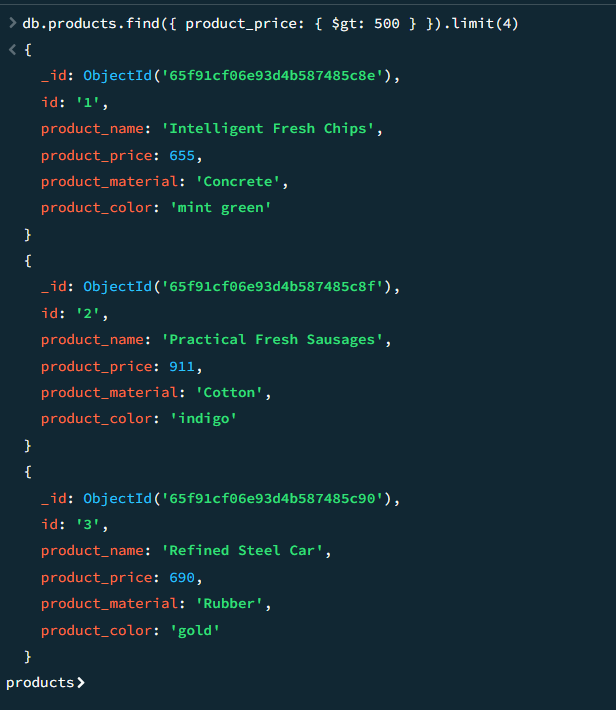 > db.products.find({ product_price: { $gt: 500 } }).limit(4)
< {
_id: ObjectId('65f91cf06e93d4b587485c8e'),
id: '1',
product_name: 'Intelligent Fresh Chips',
product_price: 655,
product_material: 'Concrete',
product_color: 'mint green'
}
{
_id: ObjectId('65f91cf06e93d4b587485c8f'),
id: '2',
product_name: 'Practical Fresh Sausages',
product_price: 911,
product_material: 'Cotton',
product_color: 'indigo'
}
{
_id: ObjectId('65f91cf06e93d4b587485c90'),
id: '3',
product_name: 'Refined Steel Car',
product_price: 690,
product_material: 'Rubber',
product_color: 'gold'
}
products>